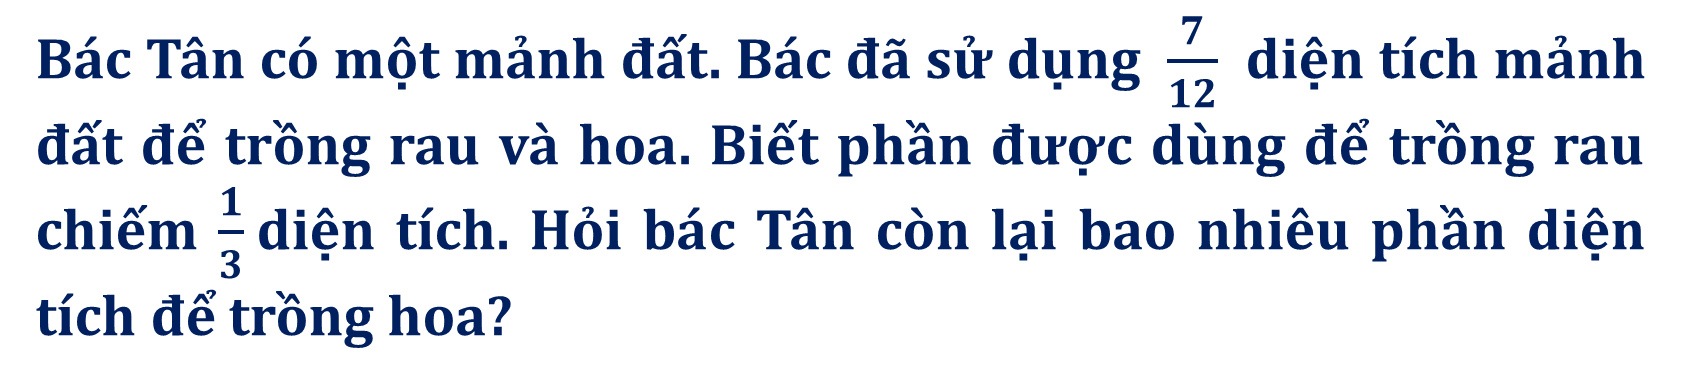 Bác Tân có một mảnh đất. Bác đã sử dụng 7/12 diện tích mảnh
đất để trồng rau và hoa. Biết phần được dùng để trồng rau
chiếm 1/3 diện tích. Hỏi bác Tân còn lại bao nhiêu phần diện
tích để trồng hoa?